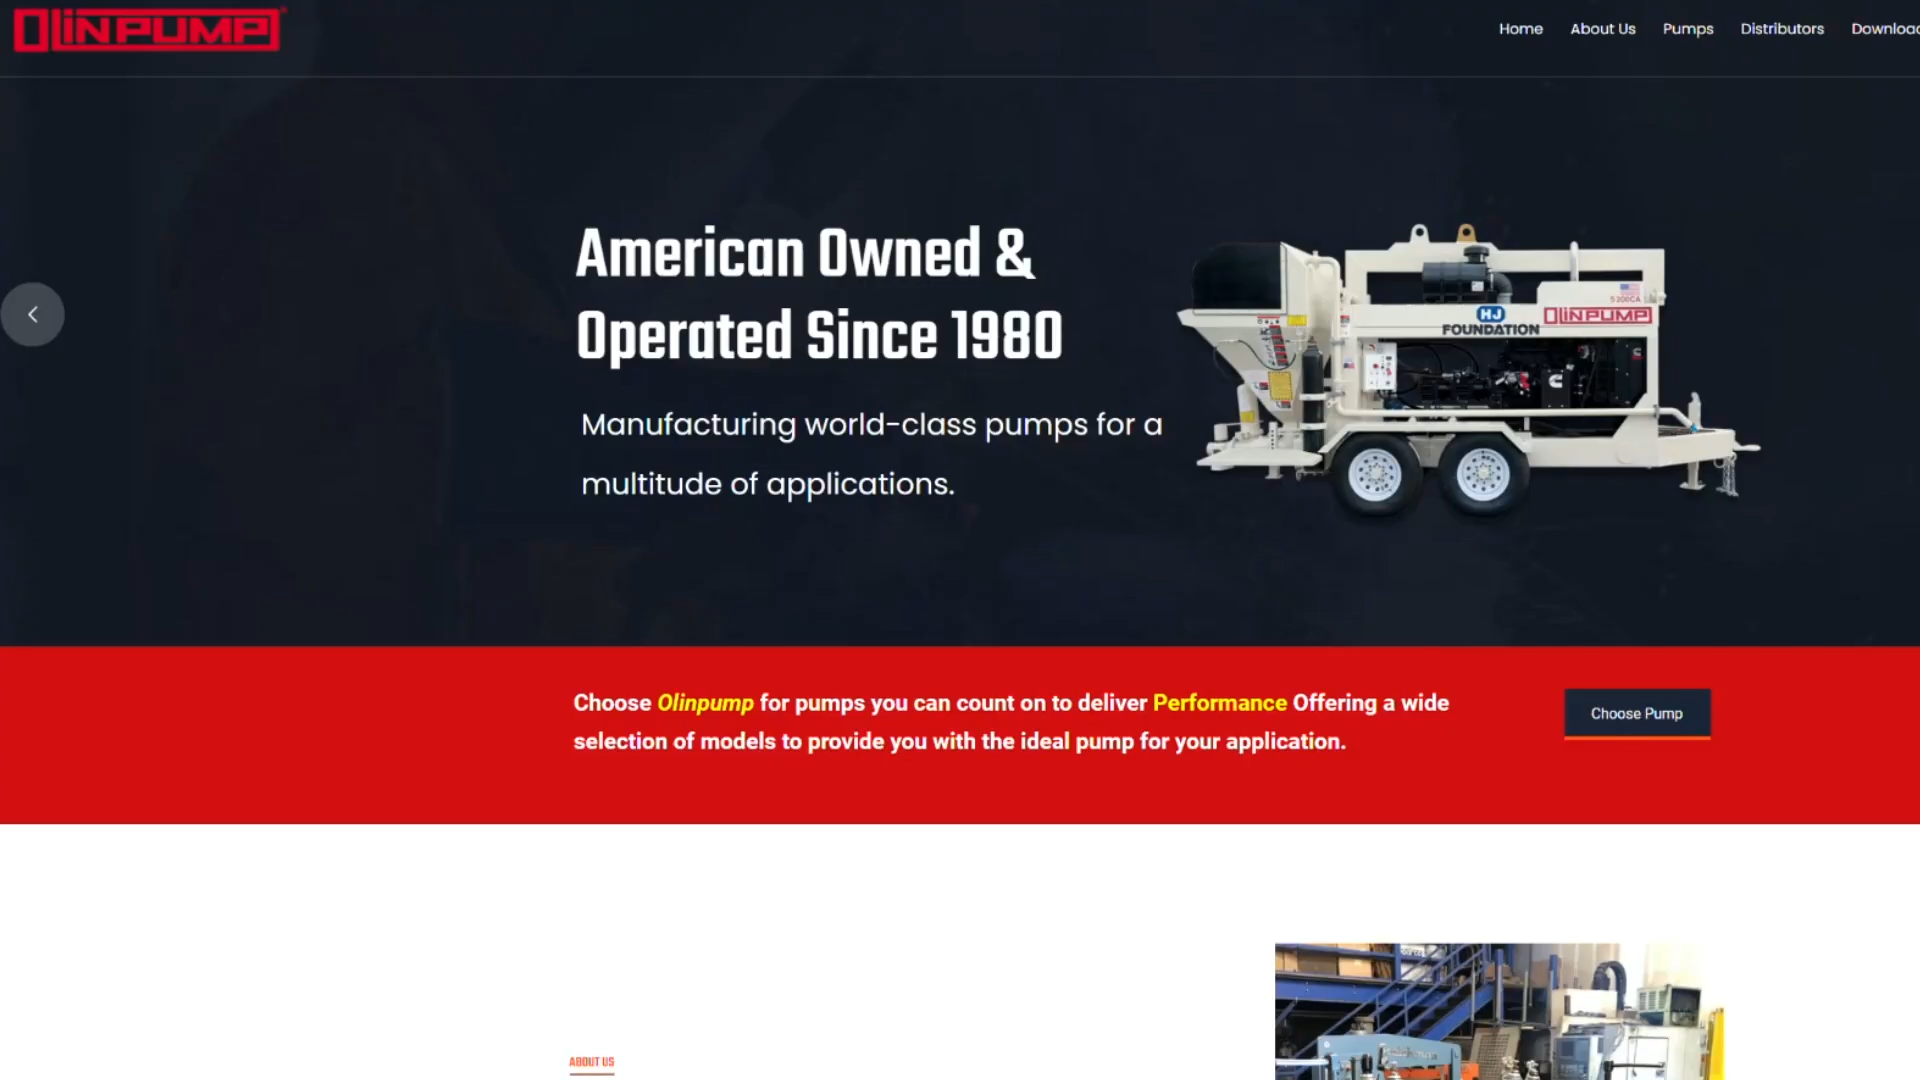 OLINPUMP
Home About Us Pumps Distributors Downloac
American Owned &
Operated Since 1980
Manufacturing world-class pumps for a
multitude of applications.
5200CA
HJ
FOUNDATION
OLINPUMP
Choose Olinpump for pumps you can count on to deliver Performance Offering a wide
selection of models to provide you with the ideal pump for your application.
Choose Pump
ABOUT US